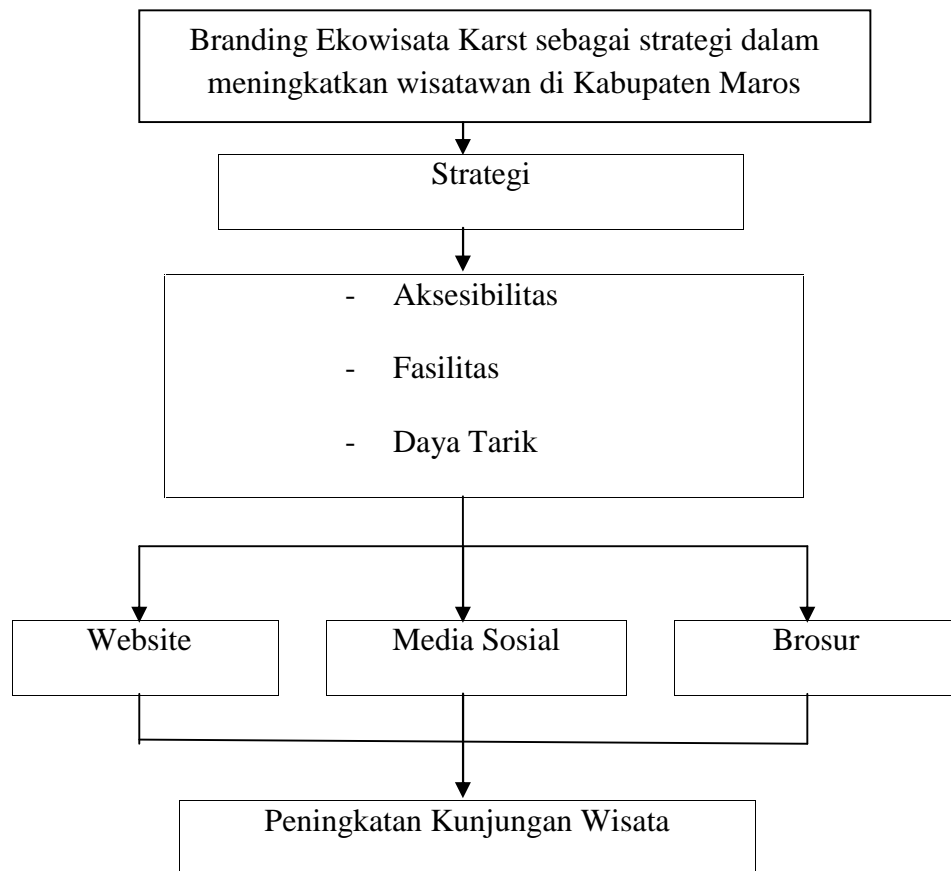 Branding Ekowisata Karst sebagai strategi dalam
meningkatkan wisatawan di Kabupaten Maros
Strategi
- Aksesibilitas
- Fasilitas
- Daya Tarik
Website
Media Sosial
Brosur
Peningkatan Kunjungan Wisata